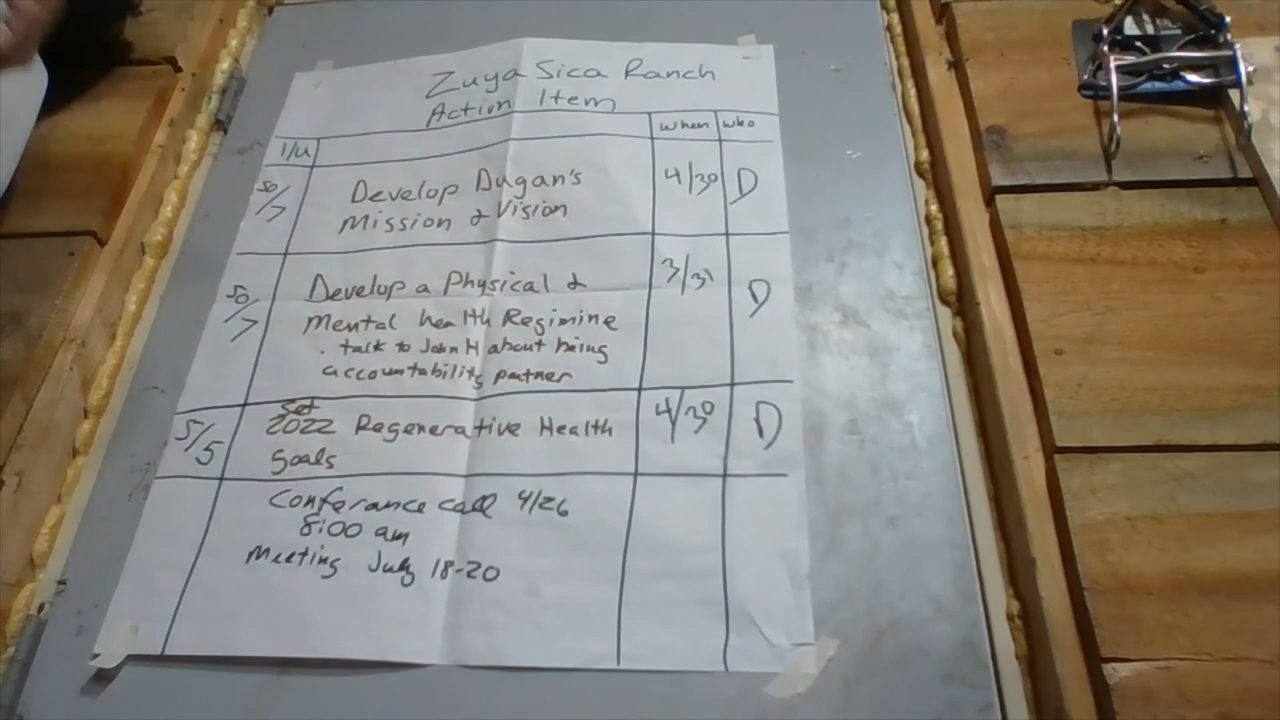 Zuya Sica Ranch
Action Item
I/U When Who
50/7 Develop Dugan's 4/30 D
Mission & Vision
50/7 Develop a Physical & 3/31 D
Mental health Regimine
. talk to John H about being
accountability partner
5/5 Set 4/30 D
2022 Regenerative Health
Goals
Conferance call 4/26
8:00 am
Meeting July 18-20